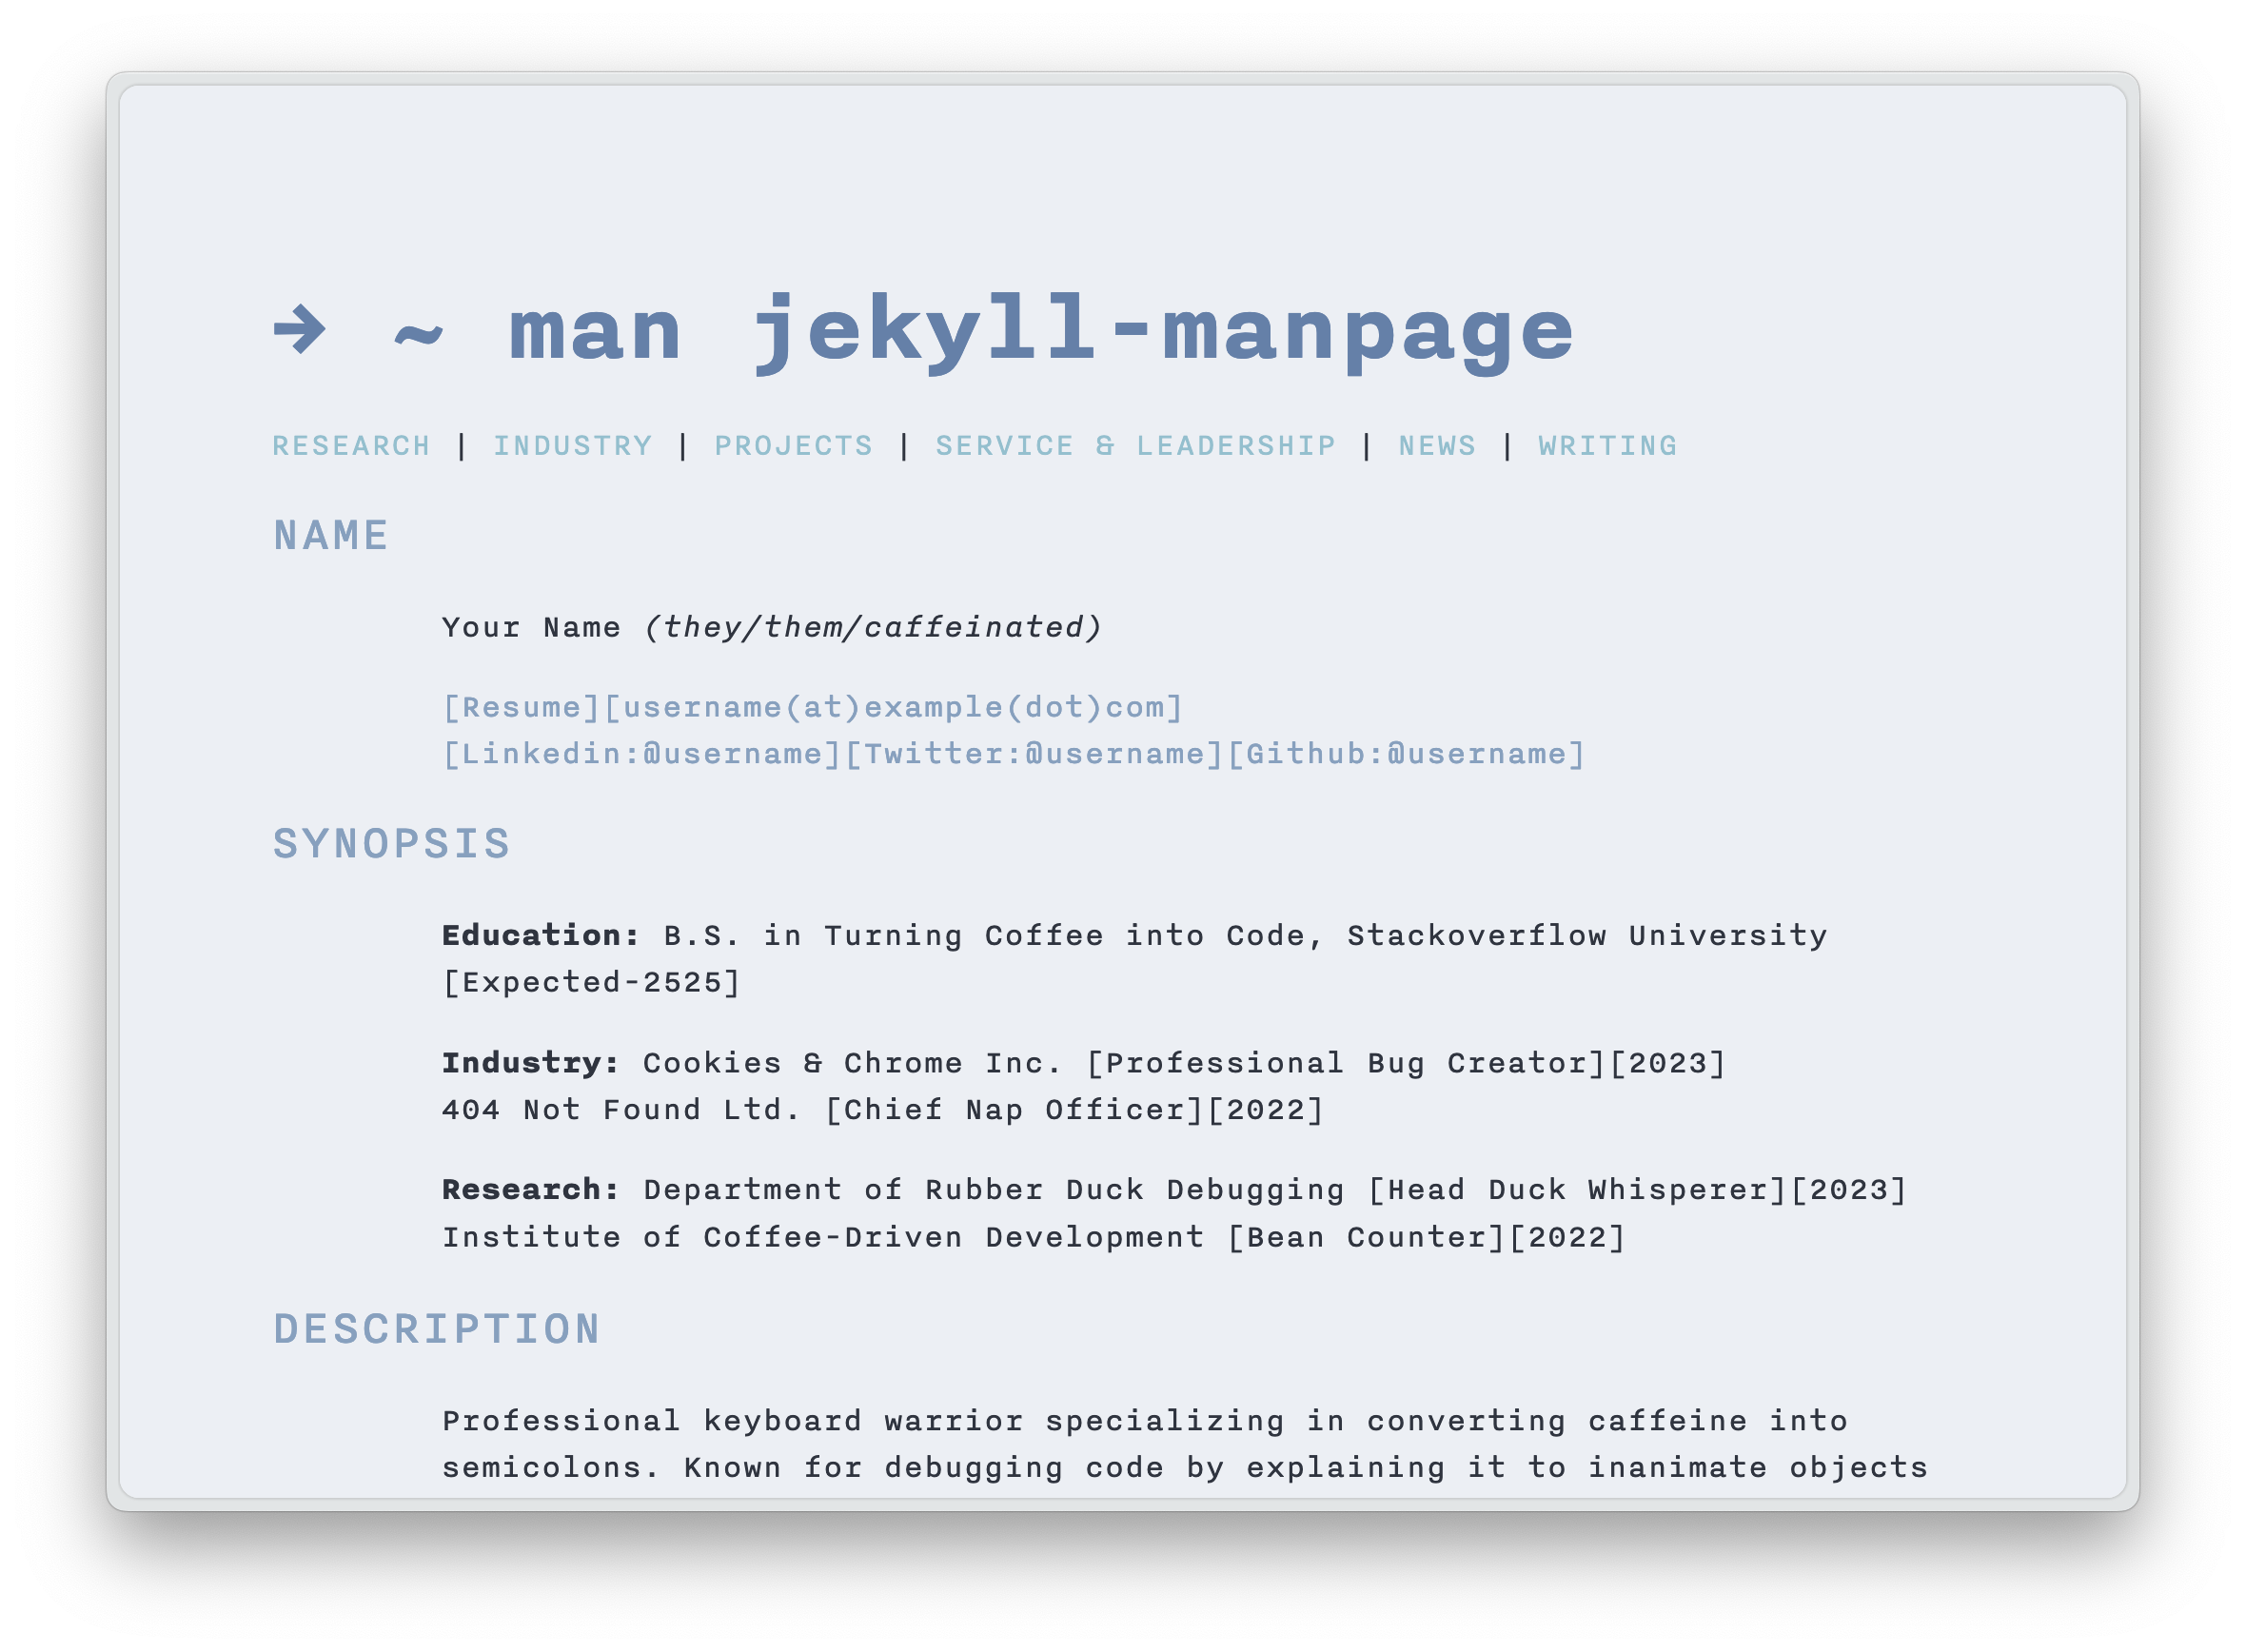 → ~ man jekyll-manpage
RESEARCH | INDUSTRY | PROJECTS | SERVICE & LEADERSHIP | NEWS | WRITING
NAME
Your Name (they/them/caffeinated)
[Resume][username(at)example(dot)com]
[Linkedin:@username][Twitter:@username][Github:@username]
SYNOPSIS
Education: B.S. in Turning Coffee into Code, Stackoverflow University
[Expected-2525]
Industry: Cookies & Chrome Inc. [Professional Bug Creator][2023]
404 Not Found Ltd. [Chief Nap Officer][2022]
Research: Department of Rubber Duck Debugging [Head Duck Whisperer][2023]
Institute of Coffee-Driven Development [Bean Counter][2022]
DESCRIPTION
Professional keyboard warrior specializing in converting caffeine into
semicolons. Known for debugging code by explaining it to inanimate objects